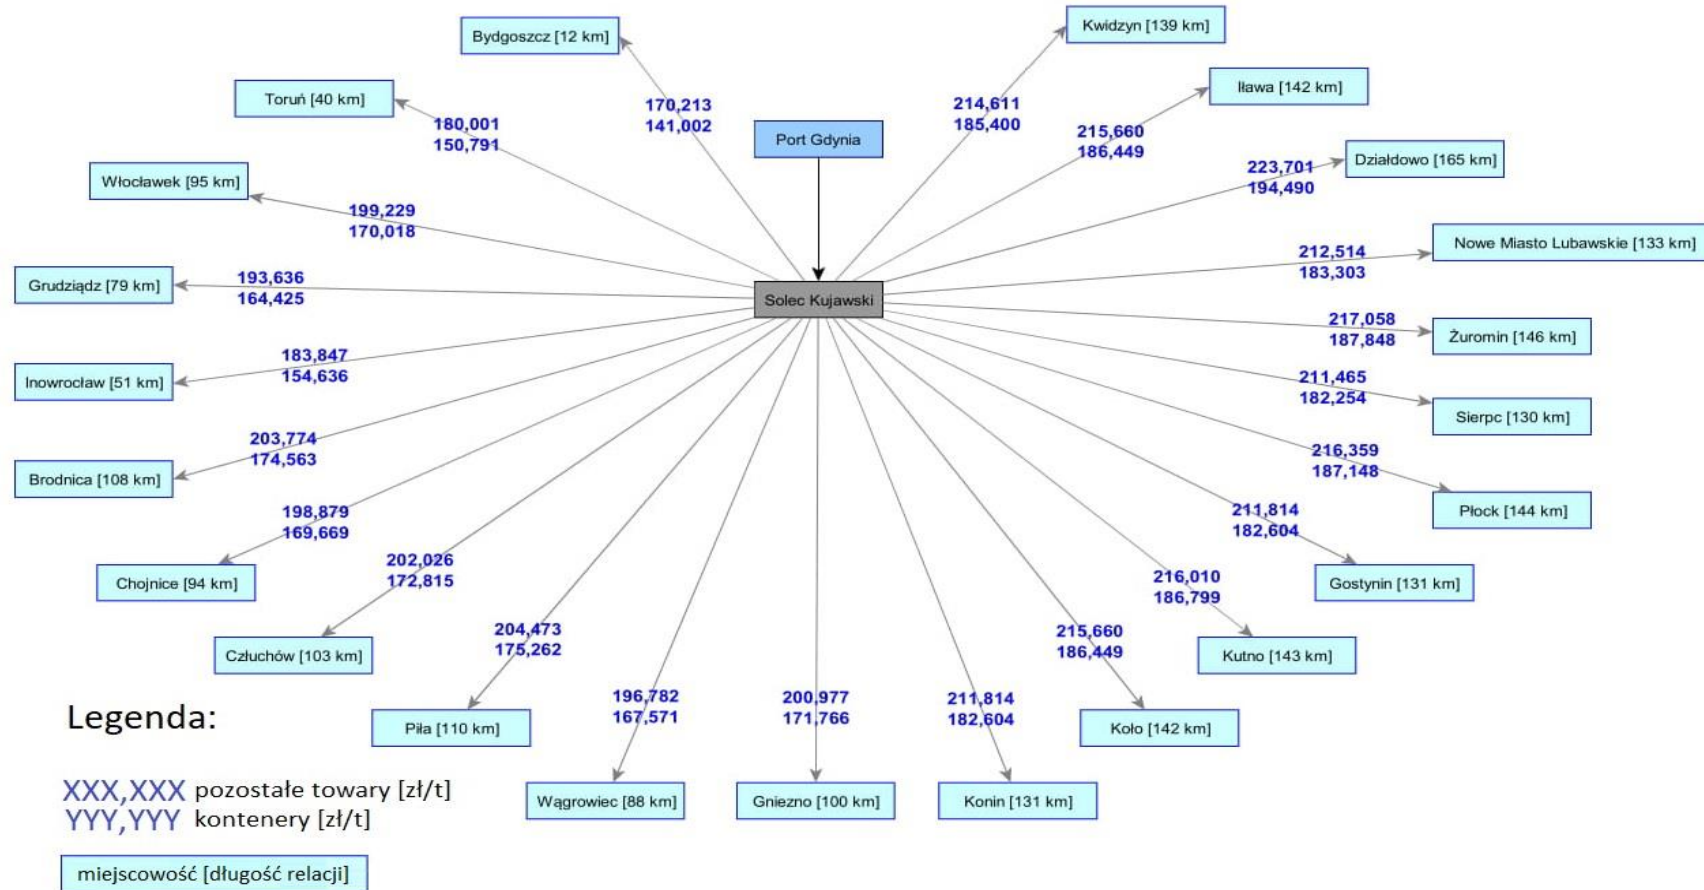 Bydgoszcz [12 km]
Kwidzyn [139 km]
Toruń [40 km]
Iława [142 km]
170,213
141,002
214,611
185,400
180,001
150,791
215,660
186,449
Port Gdynia
Działdowo [165 km]
223,701
194,490
Włocławek [95 km]
199,229
170,018
Nowe Miasto Lubawskie [133 km]
212,514
183,303
Grudziądz [79 km]
193,636
164,425
Solec Kujawski
217,058
187,848
Żuromin [146 km]
Inowrocław [51 km]
183,847
154,636
211,465
182,254
Sierpc [130 km]
Brodnica [108 km]
203,774
174,563
216,359
187,148
Płock [144 km]
198,879
169,669
211,814
182,604
Chojnice [94 km]
202,026
172,815
216,010
186,799
Gostynin [131 km]
Człuchów [103 km]
204,473
175,262
215,660
186,449
Kutno [143 km]
196,782
167,571
200,977
171,766
211,814
182,604
Piła [110 km]
Koło [142 km]
Wągrowiec [88 km]
Gniezno [100 km]
Konin [131 km]
Legenda:
XXX,XXX pozostałe towary [zł/t]
YYY,YYY kontenery [zł/t]
miejscowość [długość relacji]